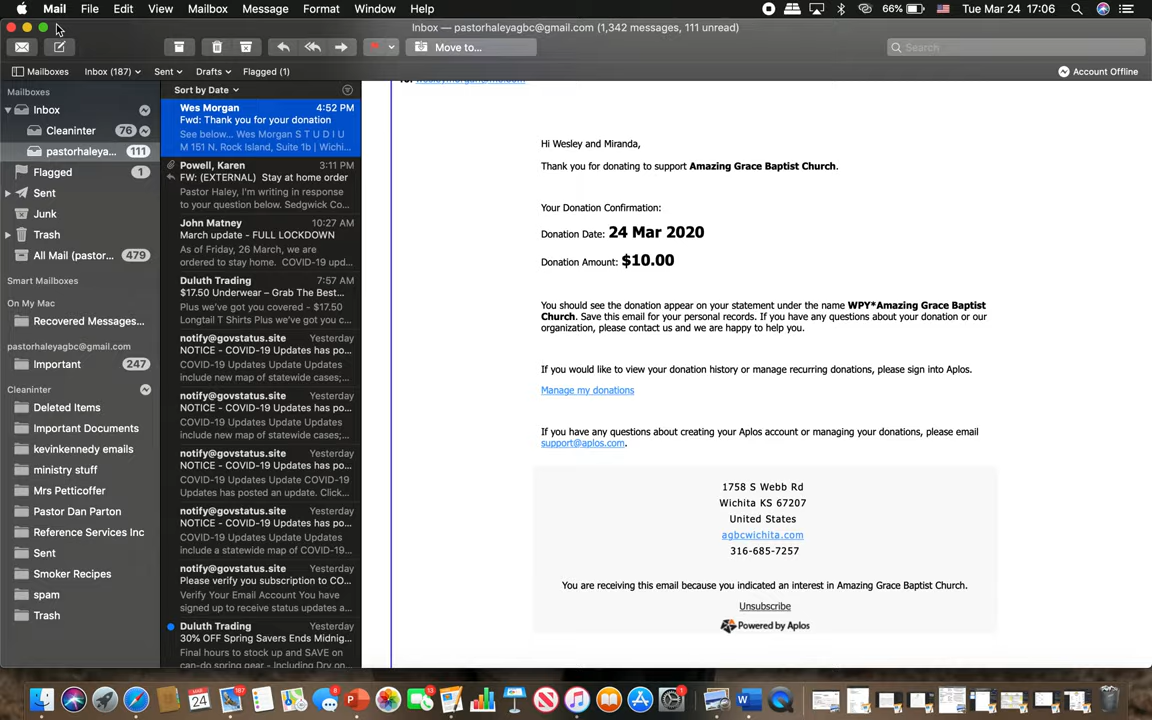 Mail File Edit View Mailbox Message Format Window Help 66% Tue Mar 24 17:06
Inbox — pastorhaleyagbc@gmail.com (1,342 messages, 111 unread)
Move to... Search
Mailboxes Inbox (187) Sent Drafts Flagged (1) Account Offline
Mailboxes
Inbox
Cleaninter 76
pastorhaleya... 111
Flagged 1
Sent
Junk
Trash
All Mail (pastor... 479
Smart Mailboxes
On My Mac
Recovered Messages...
pastorhaleyagbc@gmail.com
Important 247
Cleaninter
Deleted Items
Important Documents
kevinkennedy emails
ministry stuff
Mrs Petticoffer
Pastor Dan Parton
Reference Services Inc
Sent
Smoker Recipes
spam
Trash
Sort by Date
Wes Morgan 4:52 PM
Fwd: Thank you for your donation
See below... Wes Morgan S T U D I U
M 151 N. Rock Island, Suite 1b | Wichi...
Powell, Karen 3:11 PM
FW: (EXTERNAL) Stay at home order
Pastor Haley, I'm writing in response
to your question below. Sedgwick Co...
John Matney 10:27 AM
March update - FULL LOCKDOWN
As of Friday, 26 March, we are
ordered to stay home. COVID-19 upd...
Duluth Trading 7:57 AM
$17.50 Underwear – Grab The Best...
Plus we've got you covered - $17.50
Longtail T Shirts Plus we've got you c...
notify@govstatus.site Yesterday
NOTICE - COVID-19 Updates has po...
COVID-19 Updates Update Updates
include new map of statewide cases;...
notify@govstatus.site Yesterday
NOTICE - COVID-19 Updates has po...
COVID-19 Updates Update Updates
include new map of statewide cases;...
notify@govstatus.site Yesterday
NOTICE - COVID-19 Updates has po...
COVID-19 Updates Update COVID-19
Updates has posted an update. Click...
notify@govstatus.site Yesterday
NOTICE - COVID-19 Updates has po...
COVID-19 Updates Update Updates
include a statewide map of COVID-19...
notify@govstatus.site Yesterday
Please verify you subscription to CO...
Verify Your Email Account You have
signed up to receive status updates a...
Duluth Trading Yesterday
30% OFF Spring Savers Ends Midnig...
Final hours to stock up and SAVE on
can-do spring gear - Including Dry on...
Hi Wesley and Miranda,
Thank you for donating to support Amazing Grace Baptist Church.
Your Donation Confirmation:
Donation Date: 24 Mar 2020
Donation Amount: $10.00
You should see the donation appear on your statement under the name WPY*Amazing Grace Baptist
Church. Save this email for your personal records. If you have any questions about your donation or our
organization, please contact us and we are happy to help you.
If you would like to view your donation history or manage recurring donations, please sign into Aplos.
Manage my donations
If you have any questions about creating your Aplos account or managing your donations, please email
support@aplos.com.
1758 S Webb Rd
Wichita KS 67207
United States
agbcwichita.com
316-685-7257
You are receiving this email because you indicated an interest in Amazing Grace Baptist Church.
Unsubscribe
Powered by Aplos